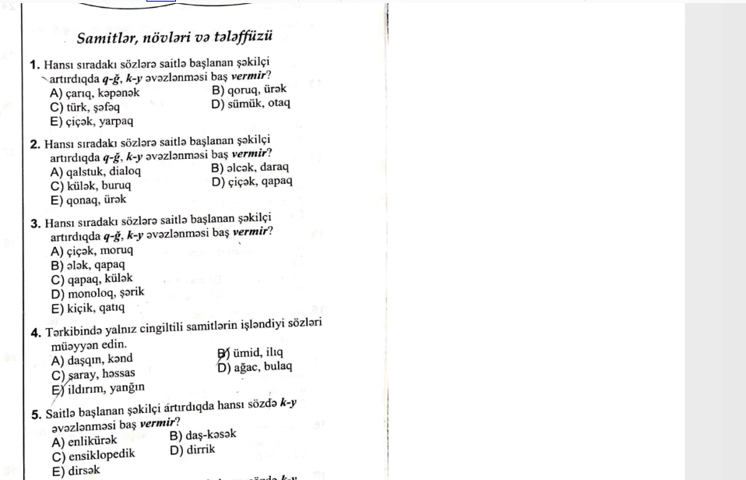 Samitlər, növləri və tələffüzü
1. Hansı sıradakı sözlərə saitlə başlanan şəkilçi
artırdıqda q-ğ, k-y əvəzlənməsi baş vermir?
A) çarıq, kəpənək
B) qoruq, ürək
C) türk, şəfəq
D) sümük, otaq
E) çiçək, yarpaq
2. Hansı sıradakı sözlərə saitlə başlanan şəkilçi
artırdıqda q-ğ, k-y əvəzlənməsi baş vermir?
A) qalstuk, dialoq
B) əlcək, daraq
C) külək, buruq
D) çiçək, qapaq
E) qonaq, ürək
3. Hansı sıradakı sözlərə saitlə başlanan şəkilçi
artırdıqda q-ğ, k-y əvəzlənməsi baş vermir?
A) çiçək, moruq
B) ələk, qapaq
C) qapaq, külək
D) monoloq, şərik
E) kiçik, qatıq
4. Tərkibində yalnız cingiltili samitlərin işləndiyi sözləri
müəyyən edin.
A) daşqın, kənd
B) ümid, ilıq
C) saray, həssas
D) ağac, bulaq
E) ildırım, yanğın
5. Saitlə başlanan şəkilçi artırdıqda hansı sözdə k-y
əvəzlənməsi baş vermir?
A) enlikürək
B) daş-kəsək
C) ensiklopedik
D) dirrik
E) dirsək